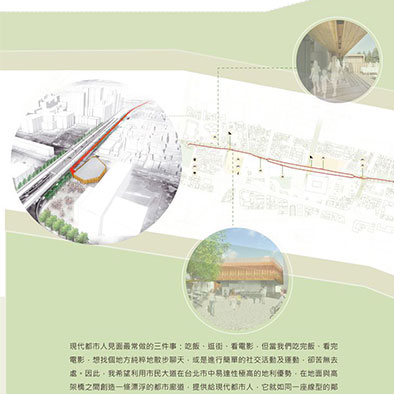 現代都市人見面最常做的三件事：吃飯、逛街、看電影，但當我們吃完飯、看完
電影，想找個地方純粹地散步聊天，或是進行簡單的社交活動及運動，卻苦無去
處。因此，我希望利用市民大道在台北市中易達性極高的地利優勢，在地面與高
架橋之間創造一條漂浮的都市廊道，提供給現代都市人，它就如同一座線型的鄰